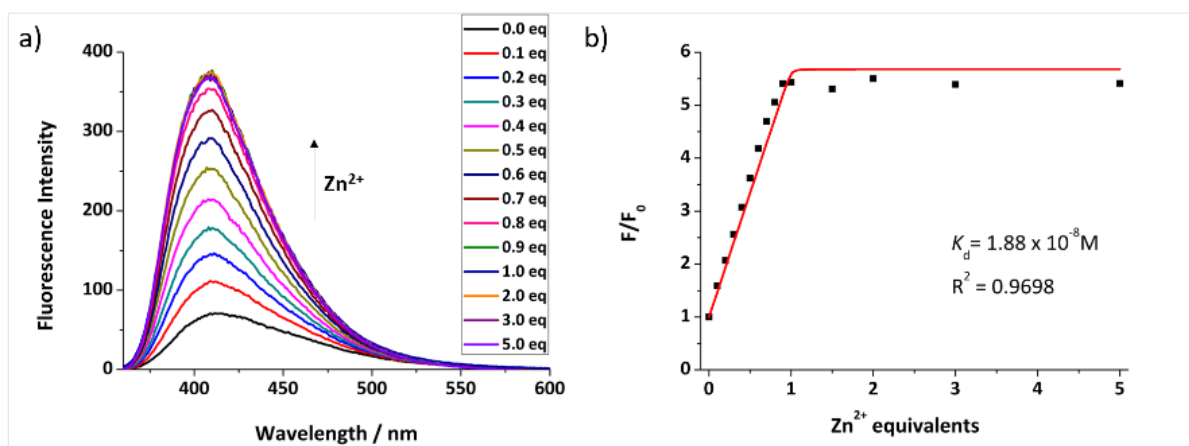 a)
Fluorescence Intensity
400
300
200
100
0
400
450
500
550
600
Wavelength / nm
Zn²⁺
0.0 eq
0.1 eq
0.2 eq
0.3 eq
0.4 eq
0.5 eq
0.6 eq
0.7 eq
0.8 eq
0.9 eq
1.0 eq
2.0 eq
3.0 eq
5.0 eq
b)
F/F₀
6
5
4
3
2
1
0
0
1
2
3
4
5
Zn²⁺ equivalents
K_d = 1.88 x 10⁻⁸M
R² = 0.9698